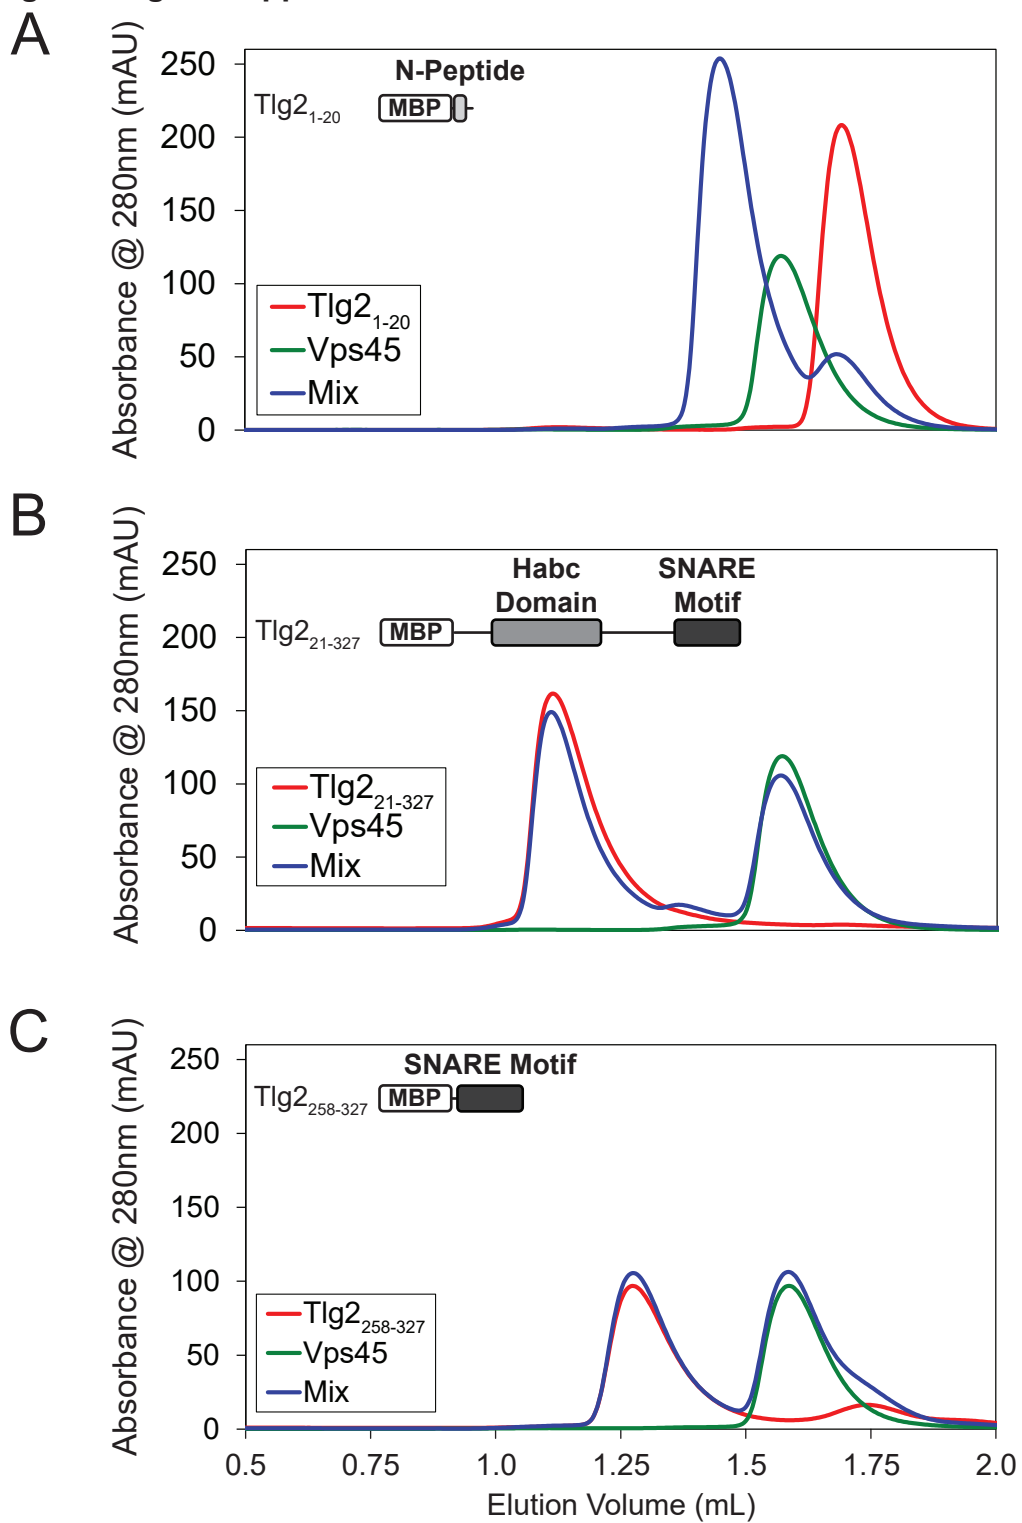 A
Absorbance @ 280nm (mAU)
250
200
150
100
50
0
N-Peptide
Tlg2₁₋₂₀
MBP
Tlg2₁₋₂₀
Vps45
Mix
B
Absorbance @ 280nm (mAU)
250
200
150
100
50
0
Habc Domain
SNARE Motif
Tlg2₂₁₋₃₂₇
MBP
Tlg2₂₁₋₃₂₇
Vps45
Mix
C
Absorbance @ 280nm (mAU)
250
200
150
100
50
0
SNARE Motif
Tlg2₂₅₈₋₃₂₇
MBP
Tlg2₂₅₈₋₃₂₇
Vps45
Mix
0.5 0.75 1.0 1.25 1.5 1.75 2.0
Elution Volume (mL)